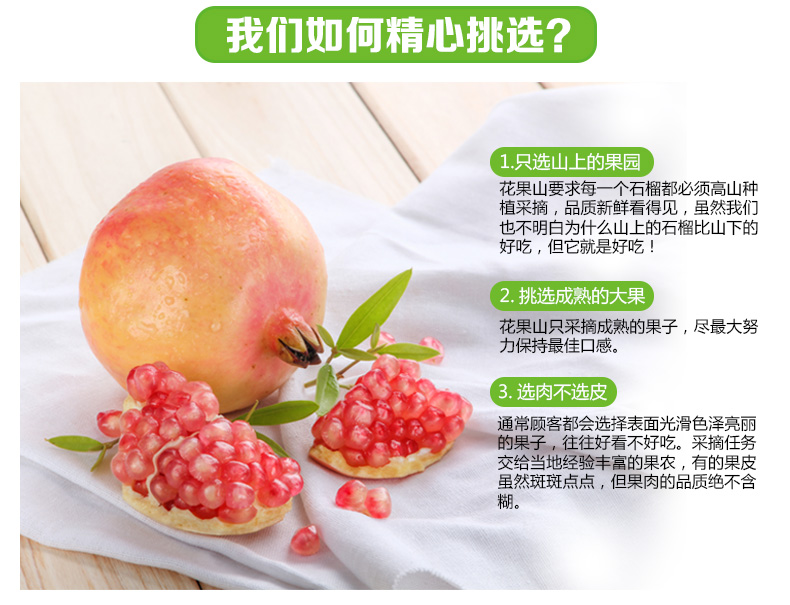 我们如何精心挑选?
1.只选山上的果园
花果山要求每一个石榴都必须高山种
植采摘，品质新鲜看得见，虽然我们
也不明白为什么山上的石榴比山下的
好吃，但它就是好吃！
2. 挑选成熟的大果
花果山只采摘成熟的果子，尽最大努
力保持最佳口感。
3. 选肉不选皮
通常顾客都会选择表面光滑色泽亮丽
的果子，往往好看不好吃。采摘任务
交给当地经验丰富的果农，有的果皮
虽然斑斑点点，但果肉的品质绝不含
糊。